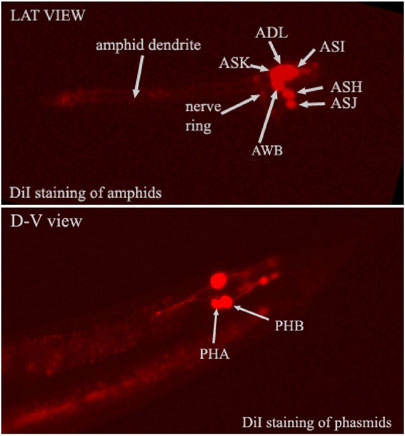 LAT VIEW
ADL
amphid dendrite
ASK
ASI
nerve
ring
ASH
ASJ
AWB
DiI staining of amphids
D-V view
PHB
PHA
DiI staining of phasmids